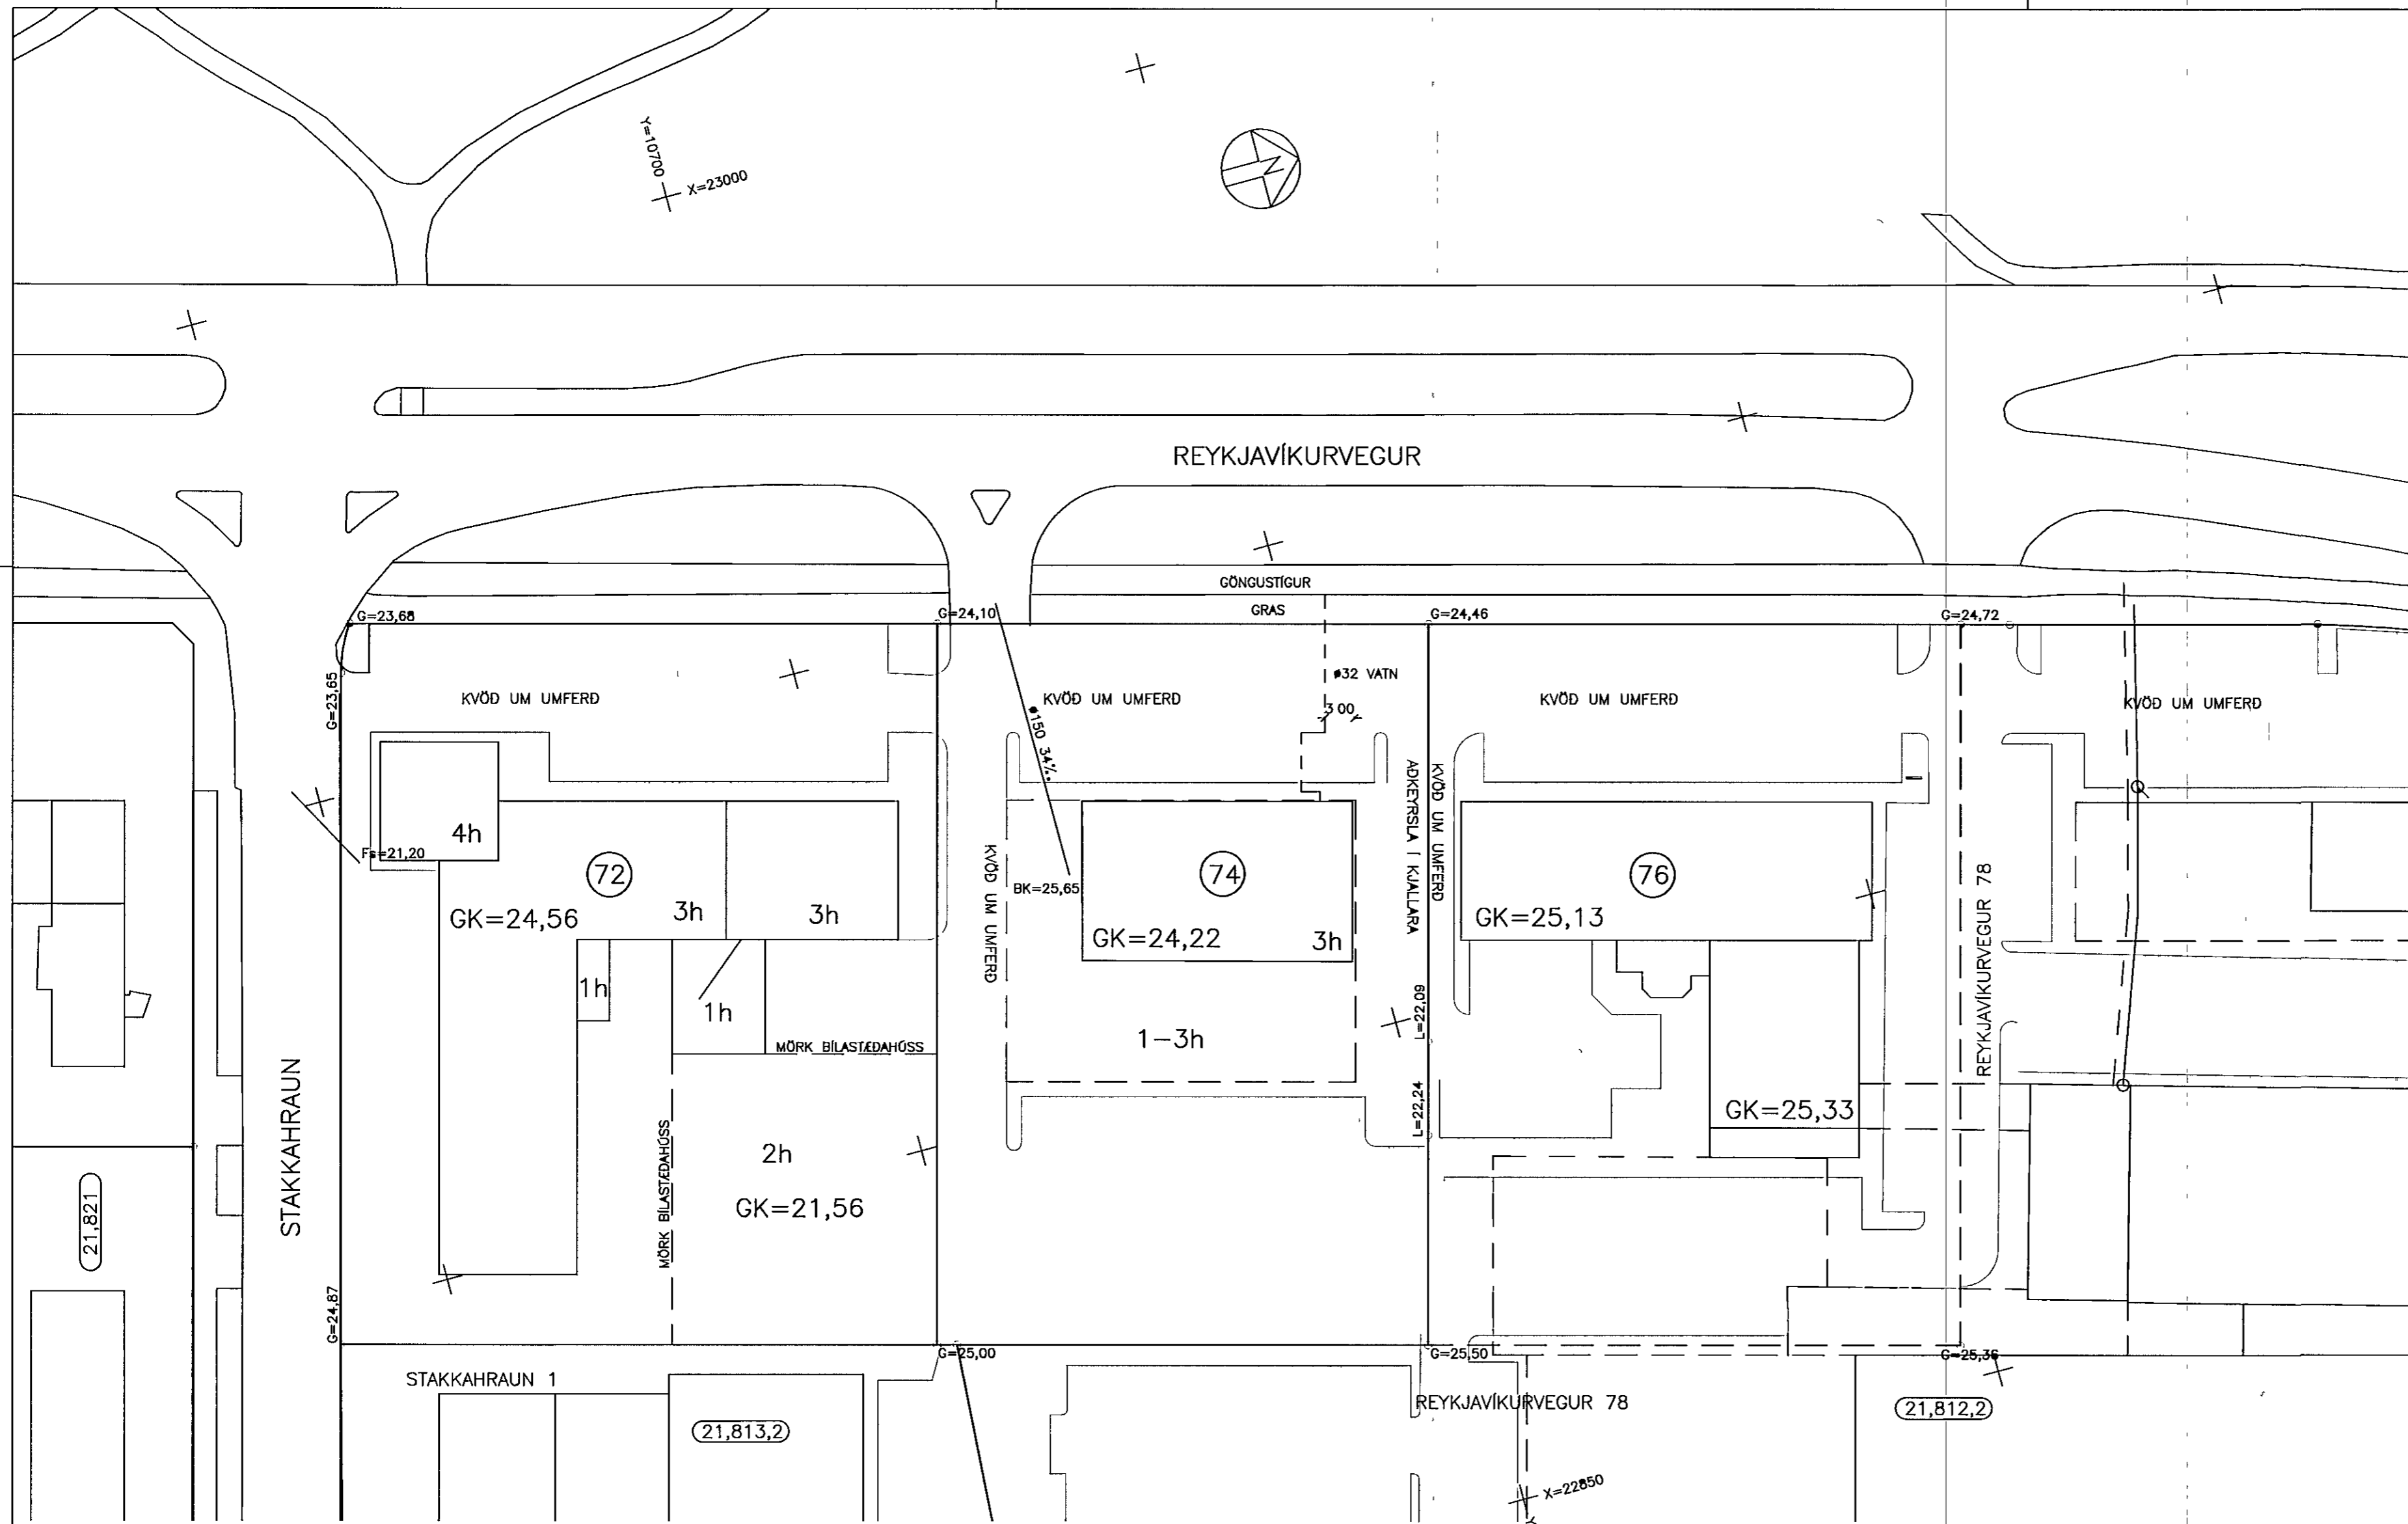 Y=10700
X=23000
N
REYKJAVÍKURVEGUR
GÖNGUSTÍGUR
GRAS
G=23,68
G=24,10
G=24,46
G=24,72
G=23,65
KVÖÐ UM UMFERÐ
KVÖÐ UM UMFERÐ
ø32 VATN
3 00
KVÖÐ UM UMFERÐ
KVÖÐ UM UMFERÐ
ø150 34‰
4h
Fs=21,20
72
GK=24,56
3h
3h
KVÖÐ UM UMFERÐ
BK=25,65
74
GK=24,22
3h
AÐKEYRSLA Í KJALLARA
KVÖÐ UM UMFERÐ
76
GK=25,13
REYKJAVÍKURVEGUR 78
1h
1h
MÖRK BÍLASTÆÐAHÚSS
1-3h
L=22,09
L=22,24
GK=25,33
STAKKAHRAUN
21,821
MÖRK BÍLASTÆÐAHÚSS
2h
GK=21,56
G=24,87
G=25,00
G=25,50
G=25,36
STAKKAHRAUN 1
REYKJAVÍKURVEGUR 78
21,812,2
21,813,2
X=22850